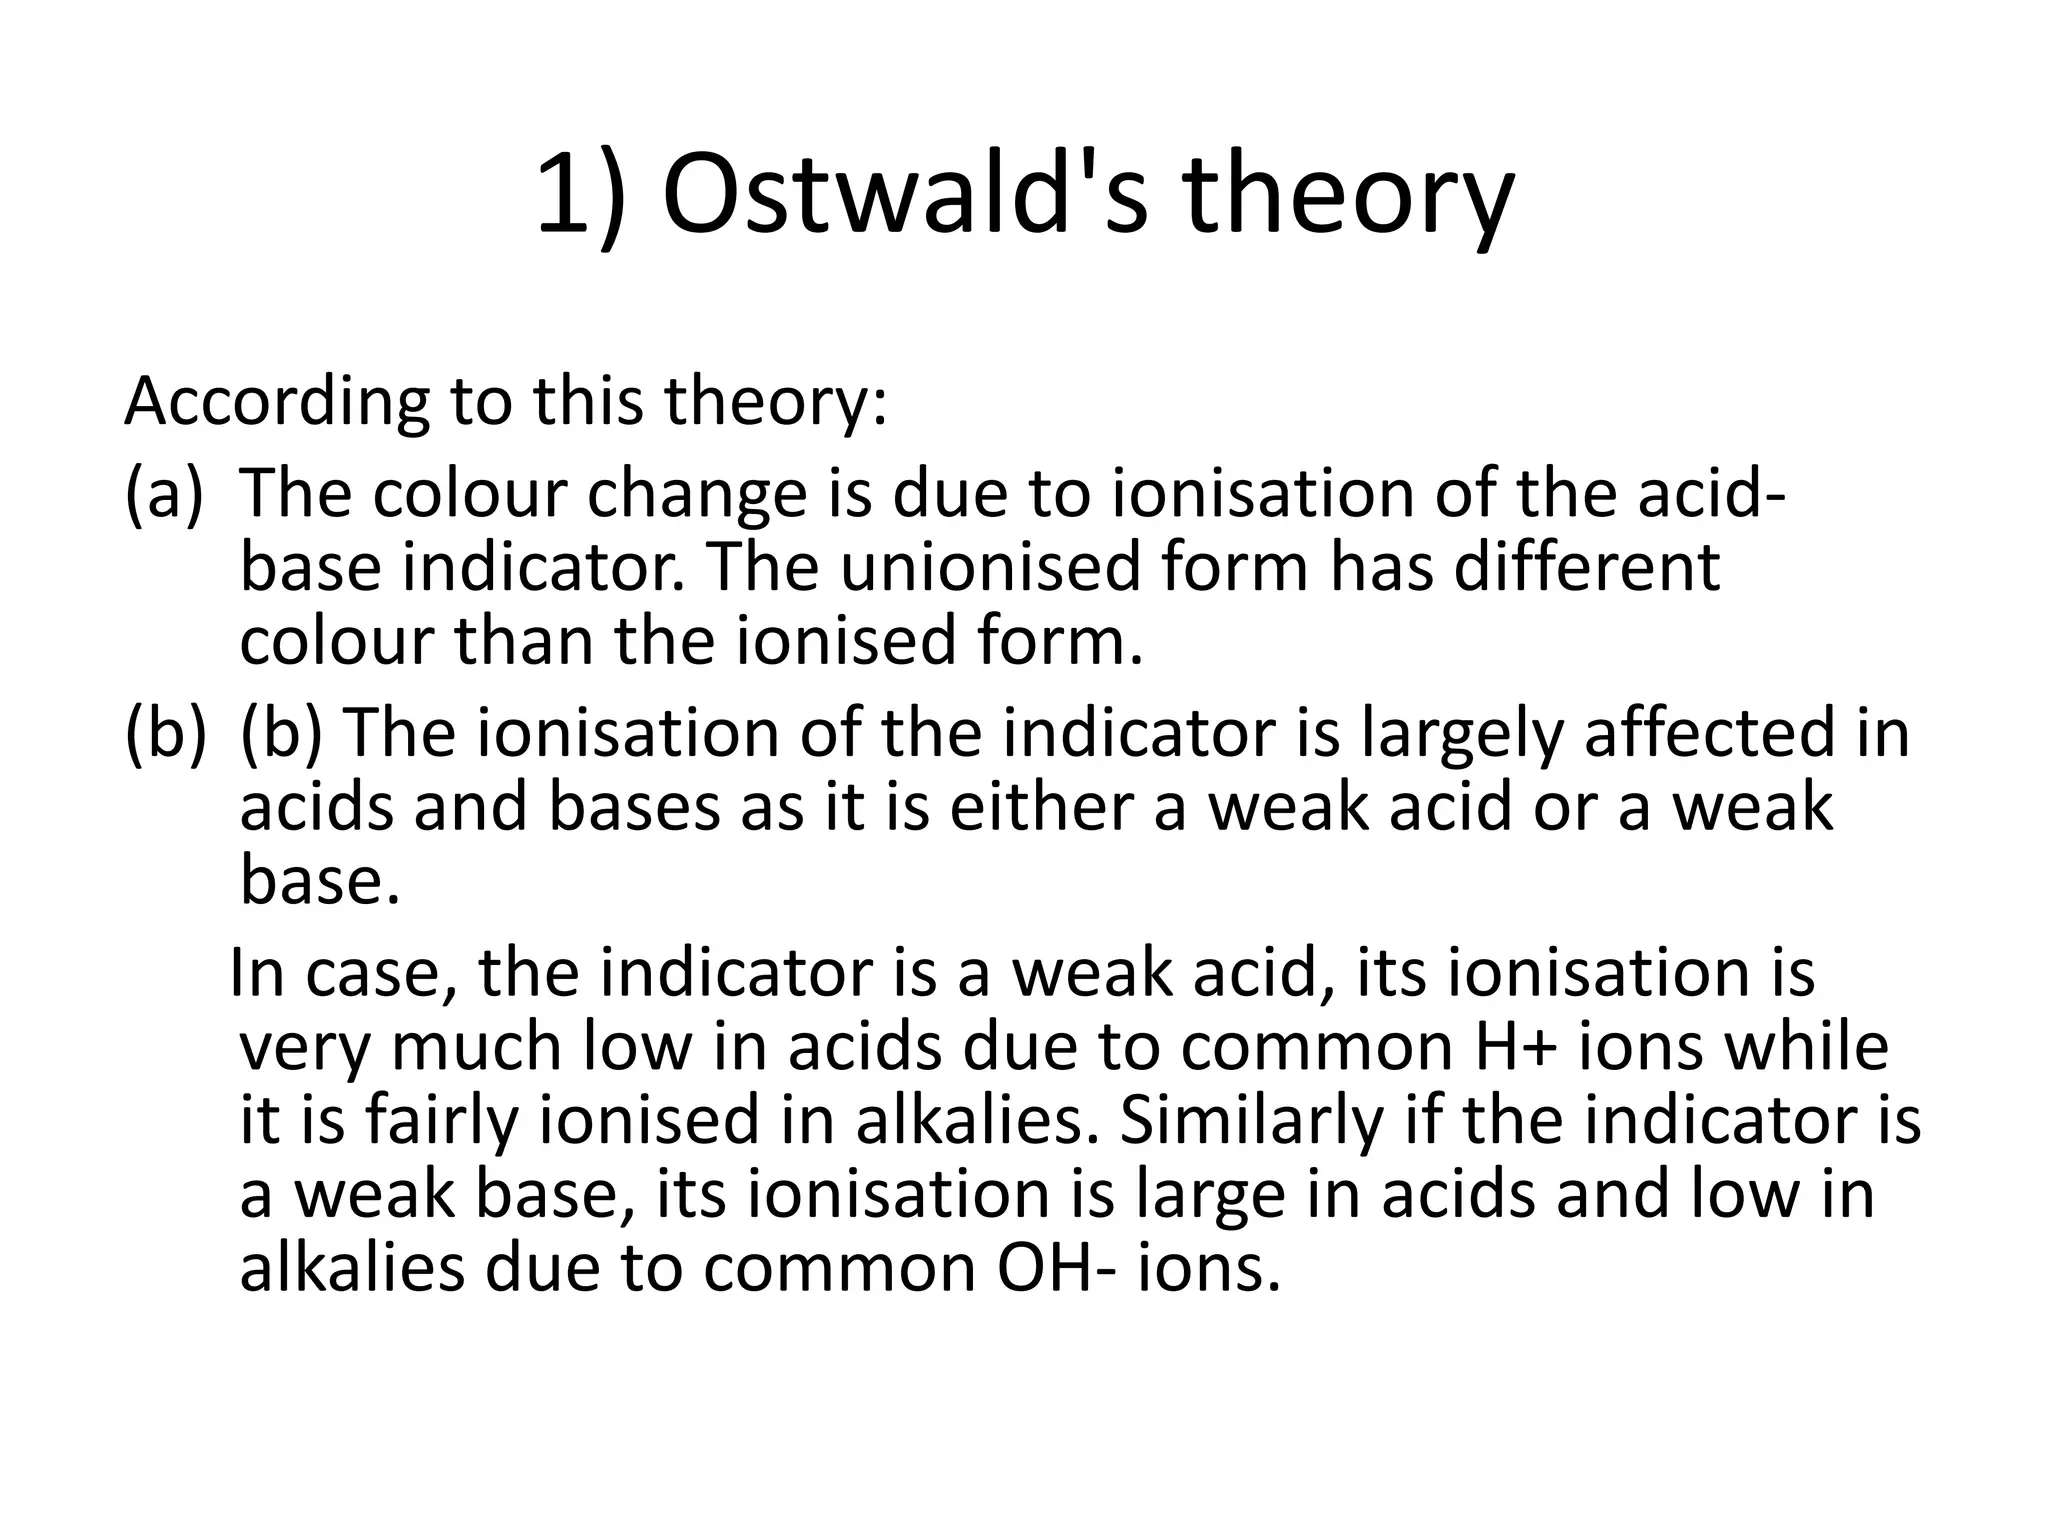 1) Ostwald's theory
According to this theory:
(a) The colour change is due to ionisation of the acid-
base indicator. The unionised form has different
colour than the ionised form.
(b) (b) The ionisation of the indicator is largely affected in
acids and bases as it is either a weak acid or a weak
base.
In case, the indicator is a weak acid, its ionisation is
very much low in acids due to common H+ ions while
it is fairly ionised in alkalies. Similarly if the indicator is
a weak base, its ionisation is large in acids and low in
alkalies due to common OH- ions.